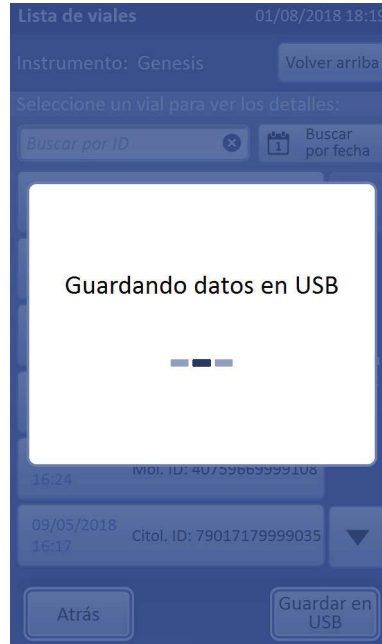 Lista de viales 01/08/2018 18:19
Instrumento: Genesis Volver arriba
Seleccione un vial para ver los detalles:
Buscar por ID
1
Buscar
por fecha
Guardando datos en USB
16:24 Mol. ID: 40759669999108
09/05/2018
16:17
Citol. ID: 79017179999035
Atrás
Guardar en
USB